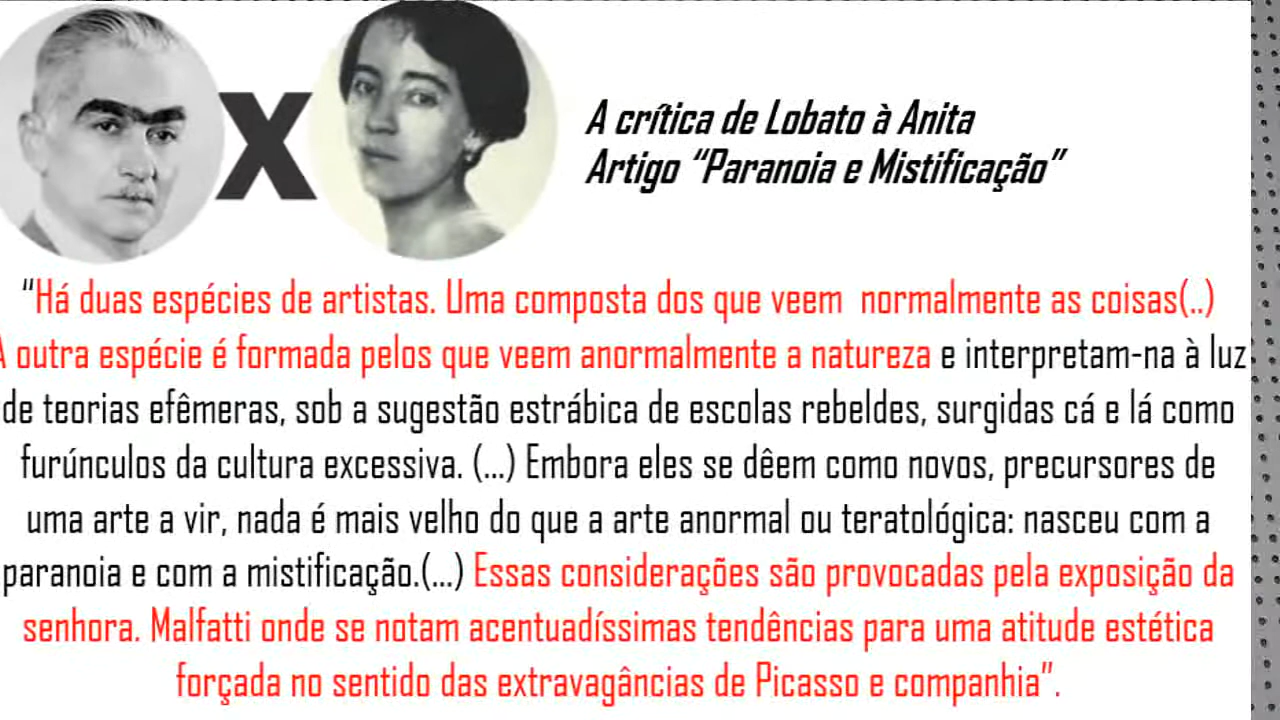 X
A crítica de Lobato à Anita
Artigo “Paranoia e Mistificação”
“Há duas espécies de artistas. Uma composta dos que veem normalmente as coisas(..)
A outra espécie é formada pelos que veem anormalmente a natureza e interpretam-na à luz
de teorias efêmeras, sob a sugestão estrábica de escolas rebeldes, surgidas cá e lá como
furúnculos da cultura excessiva. (...) Embora eles se dêem como novos, precursores de
uma arte a vir, nada é mais velho do que a arte anormal ou teratológica: nasceu com a
paranoia e com a mistificação.(...) Essas considerações são provocadas pela exposição da
senhora. Malfatti onde se notam acentuadíssimas tendências para uma atitude estética
forçada no sentido das extravagâncias de Picasso e companhia”.